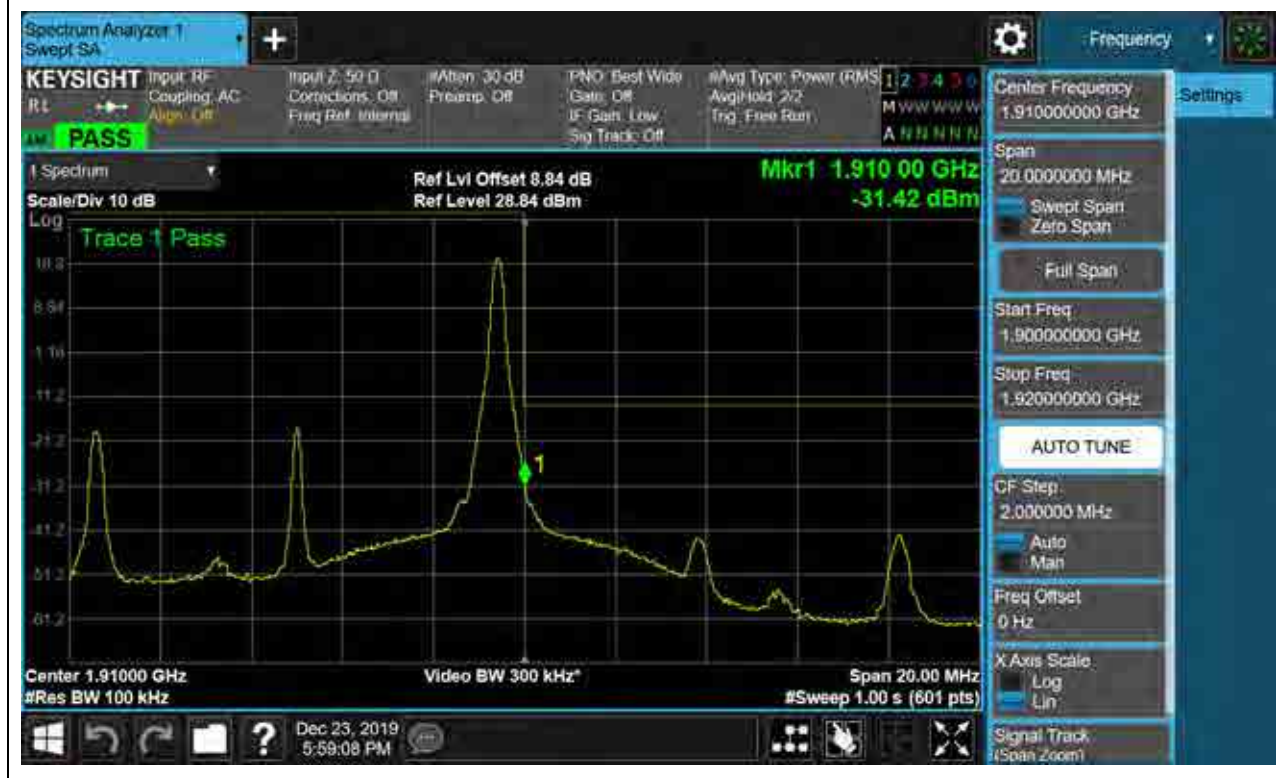 Spectrum Analyzer 1
Swept SA
+
Frequency
KEYSIGHT
RL
PASS
Input: RF
Coupling: AC
Align: Off
Input Z: 50 Ω
Corrections: Off
Freq Ref: Internal
#Atten: 30 dB
Preamp: Off
PNO: Best Wide
Gate: Off
IF Gain: Low
Sig Track: Off
#Avg Type: Power (RMS
Avg|Hold: 2/2
Trig: Free Run
1 2 3 4 5 6
M W W W W W
A N N N N N N
1 Spectrum
Scale/Div 10 dB
Ref Lvl Offset 8.84 dB
Ref Level 28.84 dBm
Mkr1 1.910 00 GHz
-31.42 dBm
Log
Trace 1 Pass
8.84
-1.16
-11.2
-21.2
-31.2
-41.2
-51.2
-61.2
1
Center 1.91000 GHz
#Res BW 100 kHz
Video BW 300 kHz*
Span 20.00 MHz
#Sweep 1.00 s (601 pts)
Center Frequency
1.910000000 GHz
Settings
Span
20.0000000 MHz
Swept Span
Zero Span
Full Span
Start Freq
1.900000000 GHz
Stop Freq
1.920000000 GHz
AUTO TUNE
CF Step
2.000000 MHz
Auto
Man
Freq Offset
0 Hz
X Axis Scale
Log
Lin
Signal Track
(Span Zoom)
?
Dec 23, 2019
5:59:08 PM